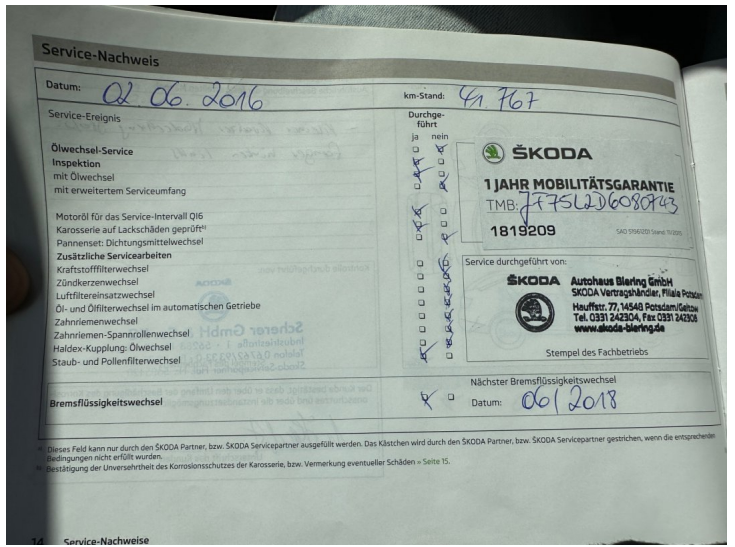 Service-Nachweis
Datum: 02.06.2016
km-Stand: 41.767
Service-Ereignis
Durchge-
führt
ja nein
Ölwechsel-Service
Inspektion
mit Ölwechsel
mit erweitertem Serviceumfang
Motoröl für das Service-Intervall QI6
Karosserie auf Lackschäden geprüft
Pannenset: Dichtungsmittelwechsel
Zusätzliche Servicearbeiten
Kraftstofffilterwechsel
Zündkerzenwechsel
Luftfiltereinsatzwechsel
Öl- und Ölfilterwechsel im automatischen Getriebe
Zahnriemenwechsel
Zahnriemen-Spannrollenwechsel
Haldex-Kupplung: Ölwechsel
Staub- und Pollenfilterwechsel
Bremsflüssigkeitswechsel
ŠKODA
1 JAHR MOBILITÄTSGARANTIE
TMB: JF75L2D6080743
1819209
Service durchgeführt von:
ŠKODA
Autohaus Biering GmbH
SKODA Vertragshändler, Filiale Potsdam
Hauffstr. 77, 14548 Potsdam/Geltow
Tel. 0331 242304, Fax 0331 242308
www.skoda-biering.de
Stempel des Fachbetriebs
Nächster Bremsflüssigkeitswechsel
Datum: 06/2018
Dieses Feld kann nur durch den ŠKODA Partner, bzw. ŠKODA Servicepartner ausgefüllt werden. Das Kästchen wird durch den ŠKODA Partner, bzw. ŠKODA Servicepartner gestrichen, wenn die entsprechenden
Bedingungen nicht erfüllt wurden.
Bestätigung der Unversehrtheit des Korrosionsschutzes der Karosserie, bzw. Vermerkung eventueller Schäden » Seite 15.
14 Service-Nachweise